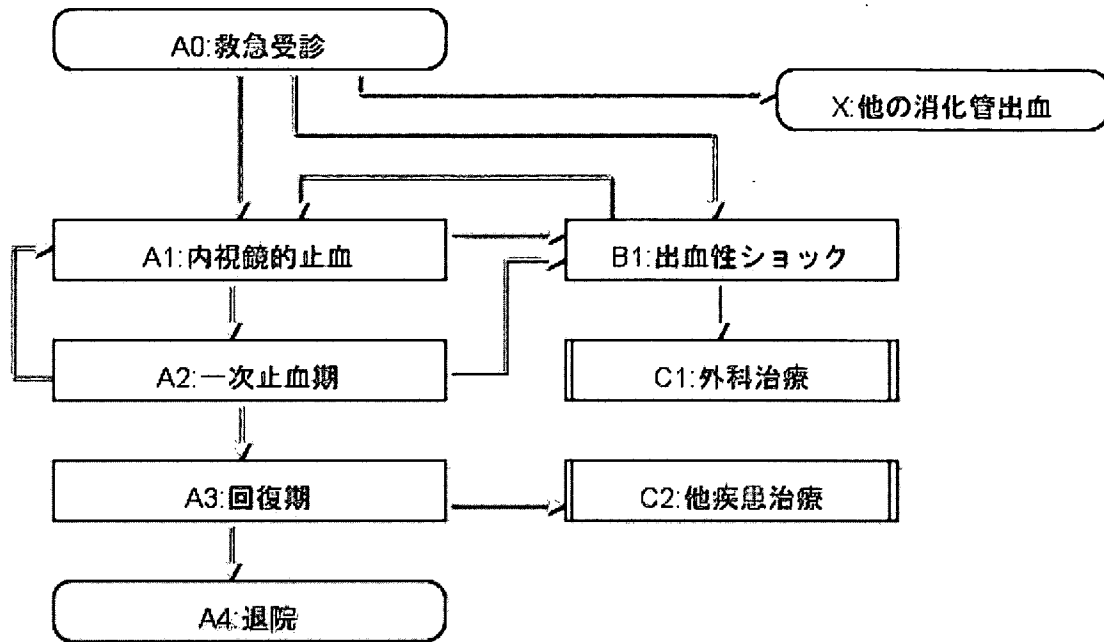 A0:救急受診
X:他の消化管出血
A1:内視鏡的止血
B1:出血性ショック
A2:一次止血期
C1:外科治療
A3:回復期
C2:他疾患治療
A4:退院